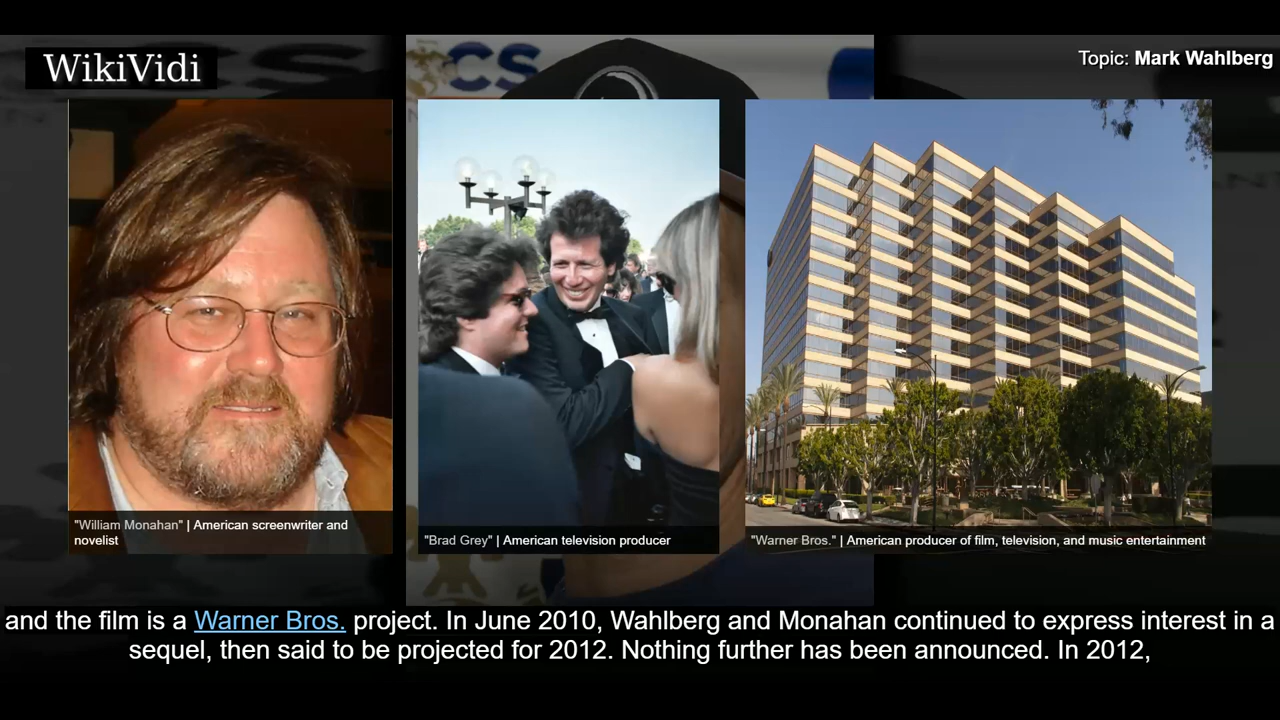 WikiVidi
CS
Topic: Mark Wahlberg
"William Monahan" | American screenwriter and
novelist
"Brad Grey" | American television producer
"Warner Bros." | American producer of film, television, and music entertainment
and the film is a Warner Bros. project. In June 2010, Wahlberg and Monahan continued to express interest in a
sequel, then said to be projected for 2012. Nothing further has been announced. In 2012,